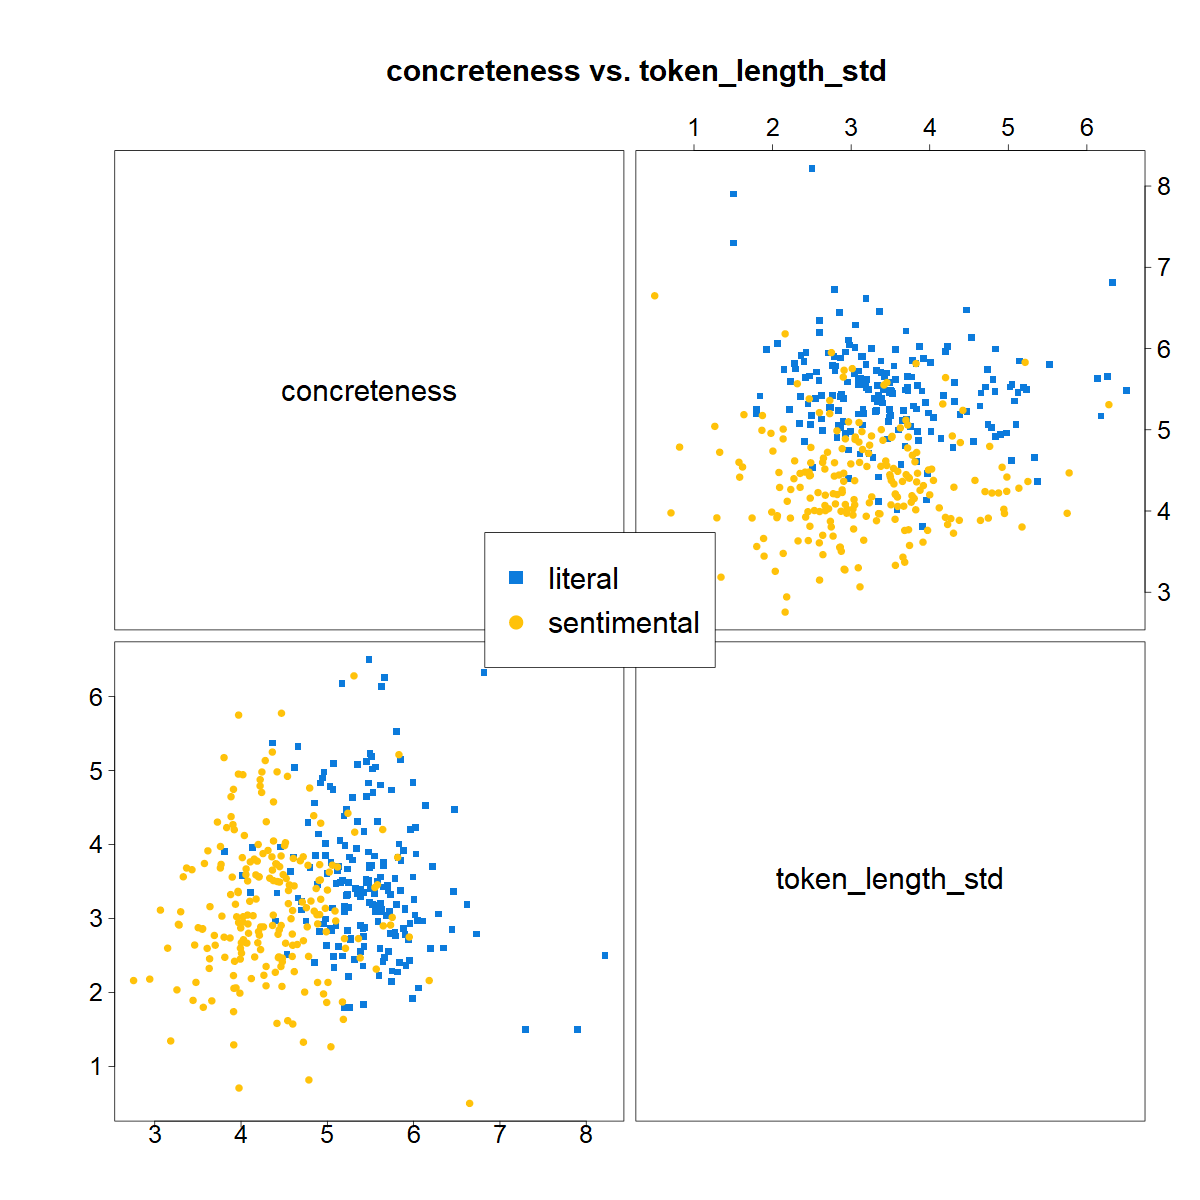 concreteness vs. token_length_std
1 2 3 4 5 6
8
7
6
5
4
3
concreteness
literal
sentimental
6
5
4
3
2
1
token_length_std
3 4 5 6 7 8